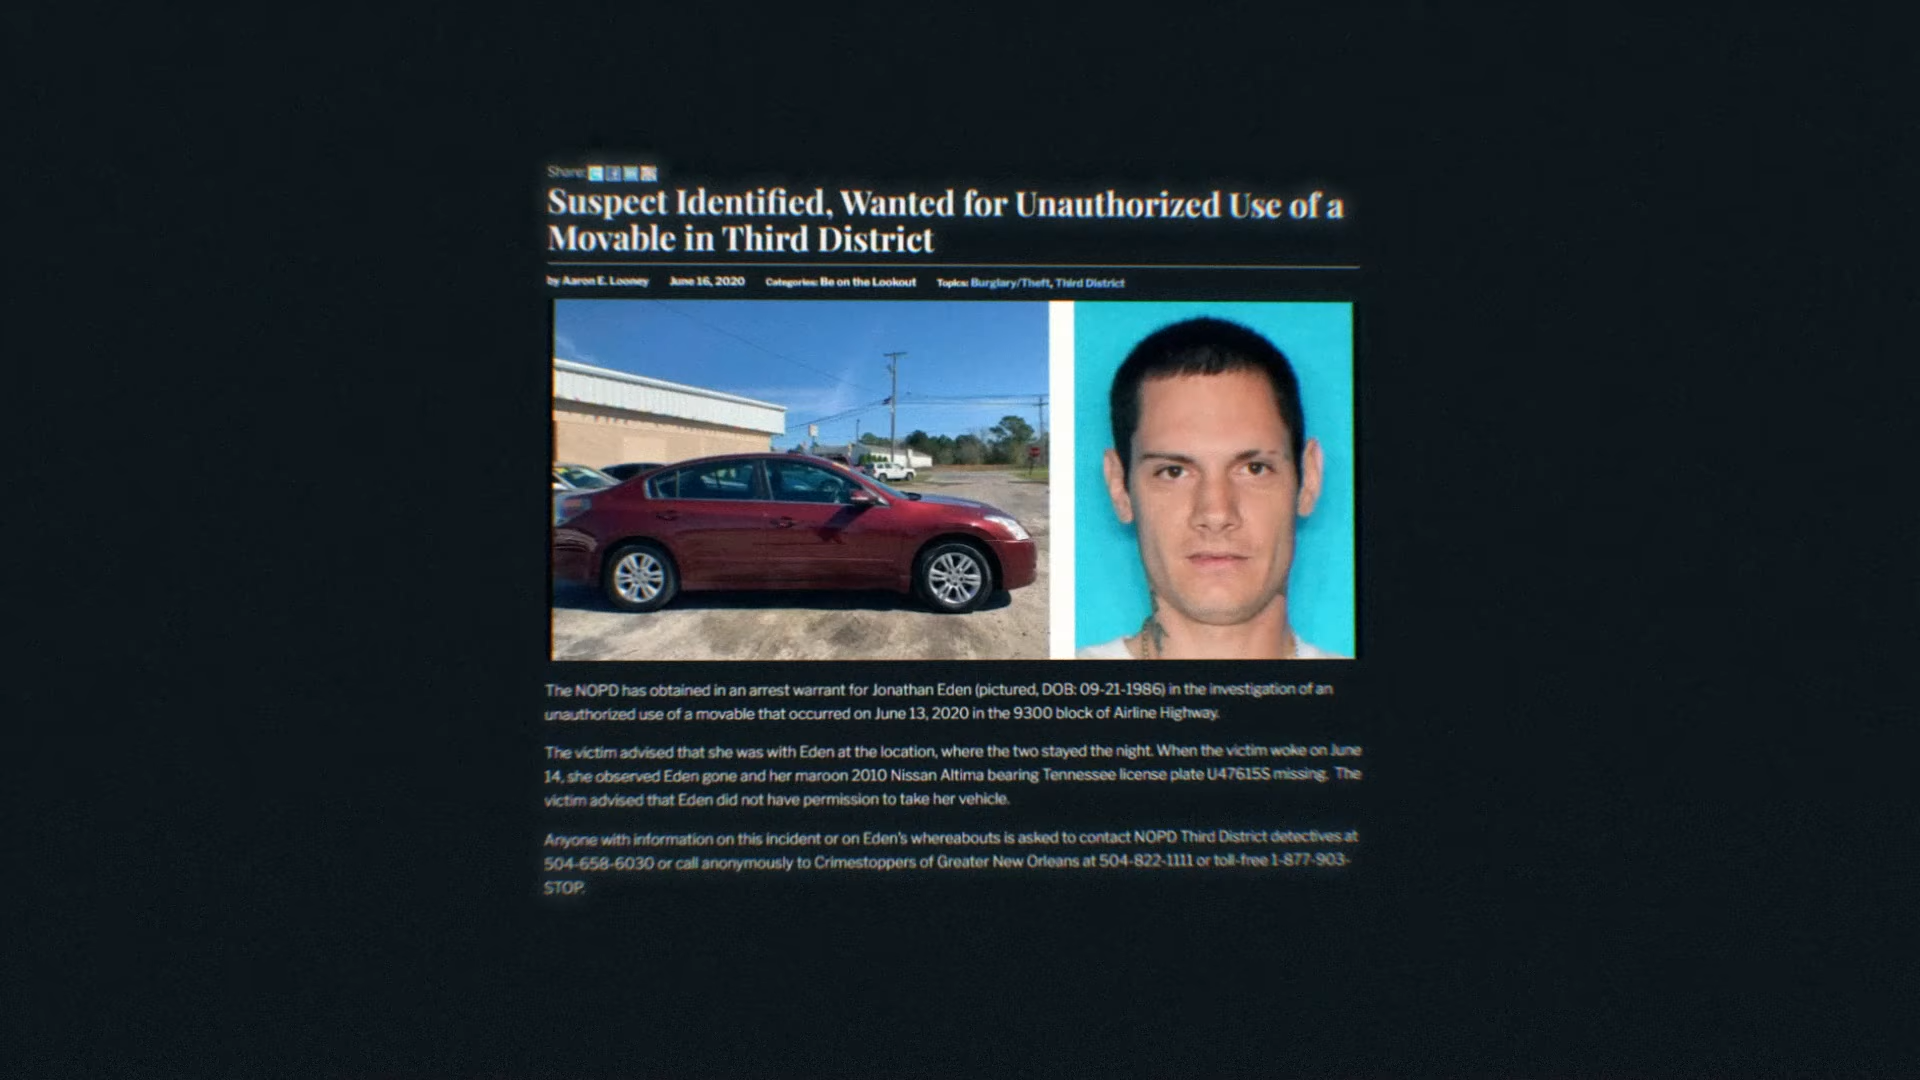 Share:
Suspect Identified, Wanted for Unauthorized Use of a
Movable in Third District
by Aaron E. Looney June 16, 2020 Categories: Be on the Lookout Topics: Burglary/Theft, Third District
The NOPD has obtained in an arrest warrant for Jonathan Eden (pictured, DOB: 09-21-1986) in the investigation of an
unauthorized use of a movable that occurred on June 13, 2020 in the 9300 block of Airline Highway.
The victim advised that she was with Eden at the location, where the two stayed the night. When the victim woke on June
14, she observed Eden gone and her maroon 2010 Nissan Altima bearing Tennessee license plate U47615S missing. The
victim advised that Eden did not have permission to take her vehicle.
Anyone with information on this incident or on Eden's whereabouts is asked to contact NOPD Third District detectives at
504-658-6030 or call anonymously to Crimestoppers of Greater New Orleans at 504-822-1111 or toll-free 1-877-903-
STOP.